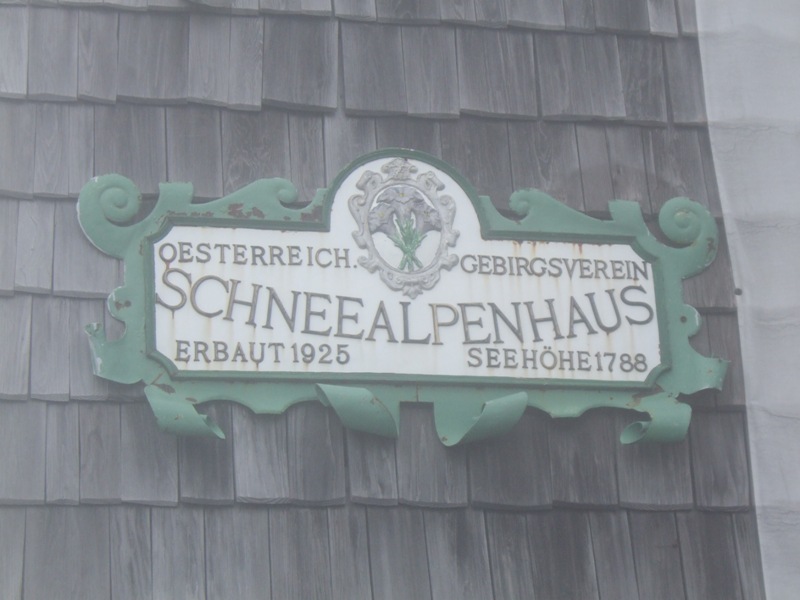 OESTERREICH. GEBIRGSVEREIN
SCHNEEALPENHAUS
ERBAUT 1925 SEEHÖHE 1788